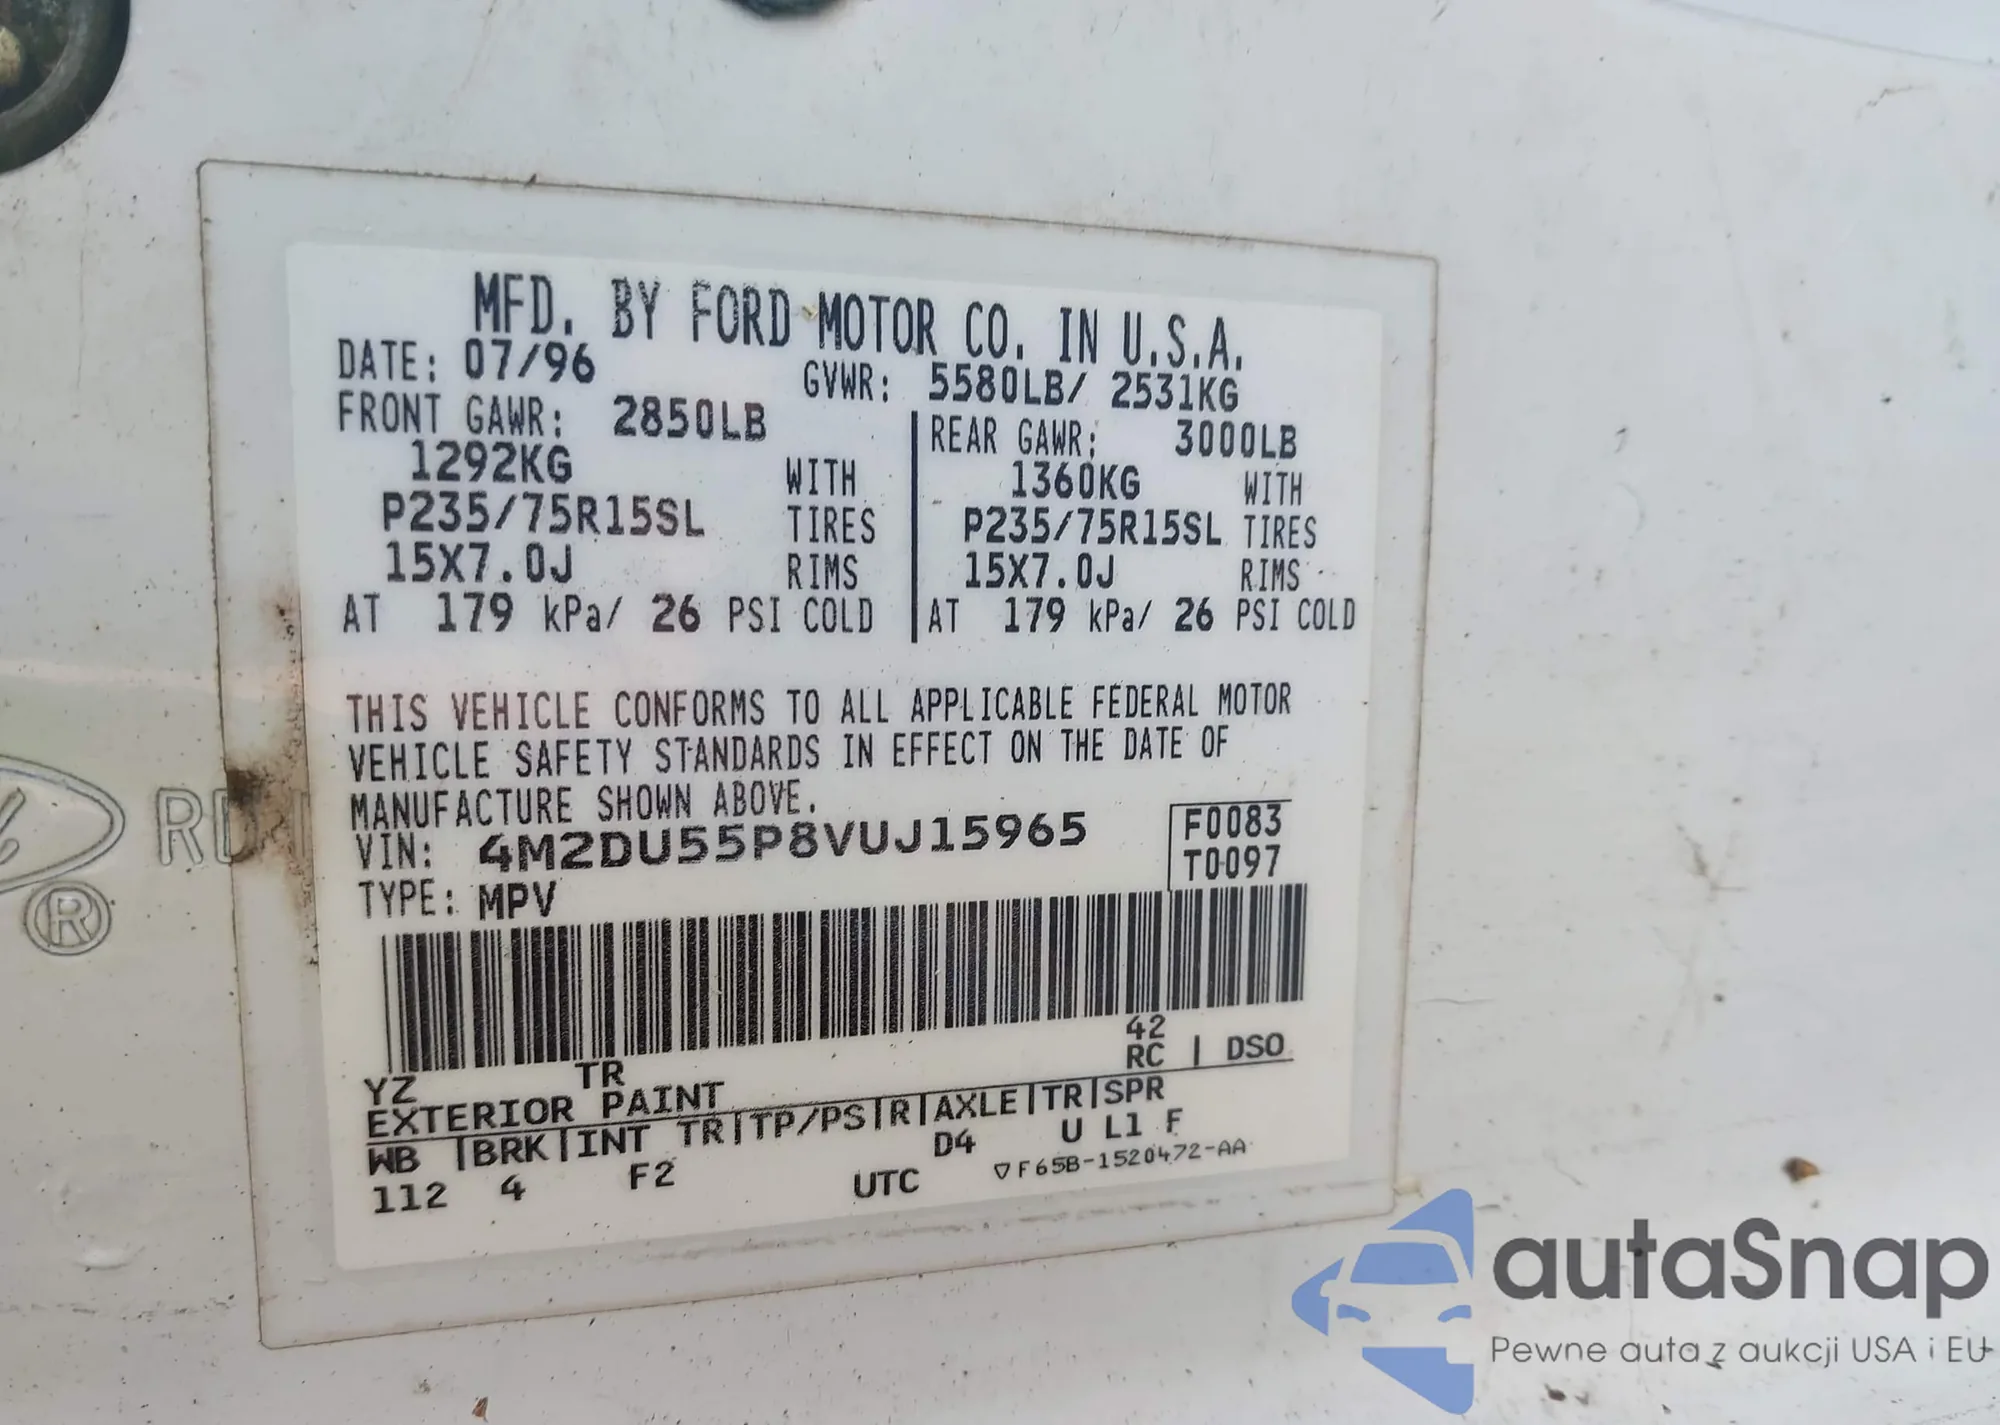 MFD. BY FORD MOTOR CO. IN U.S.A.
DATE: 07/96 GVWR: 5580LB/ 2531KG
FRONT GAWR: 2850LB REAR GAWR: 3000LB
1292KG WITH 1360KG WITH
P235/75R15SL TIRES P235/75R15SL TIRES
15X7.0J RIMS 15X7.0J RIMS
AT 179 kPa/ 26 PSI COLD AT 179 kPa/ 26 PSI COLD
THIS VEHICLE CONFORMS TO ALL APPLICABLE FEDERAL MOTOR
VEHICLE SAFETY STANDARDS IN EFFECT ON THE DATE OF
MANUFACTURE SHOWN ABOVE.
VIN: 4M2DU55P8VUJ15965 F0083
TYPE: MPV T0097
42
YZ TR RC | DSO
EXTERIOR PAINT
WB |BRK|INT TR|TP/PS|R|AXLE|TR|SPR
112 4 F2 UTC D4 U L1 F
▽F65B-1520472-AA
RD
®
autaSnap
Pewne auta z aukcji USA i EU